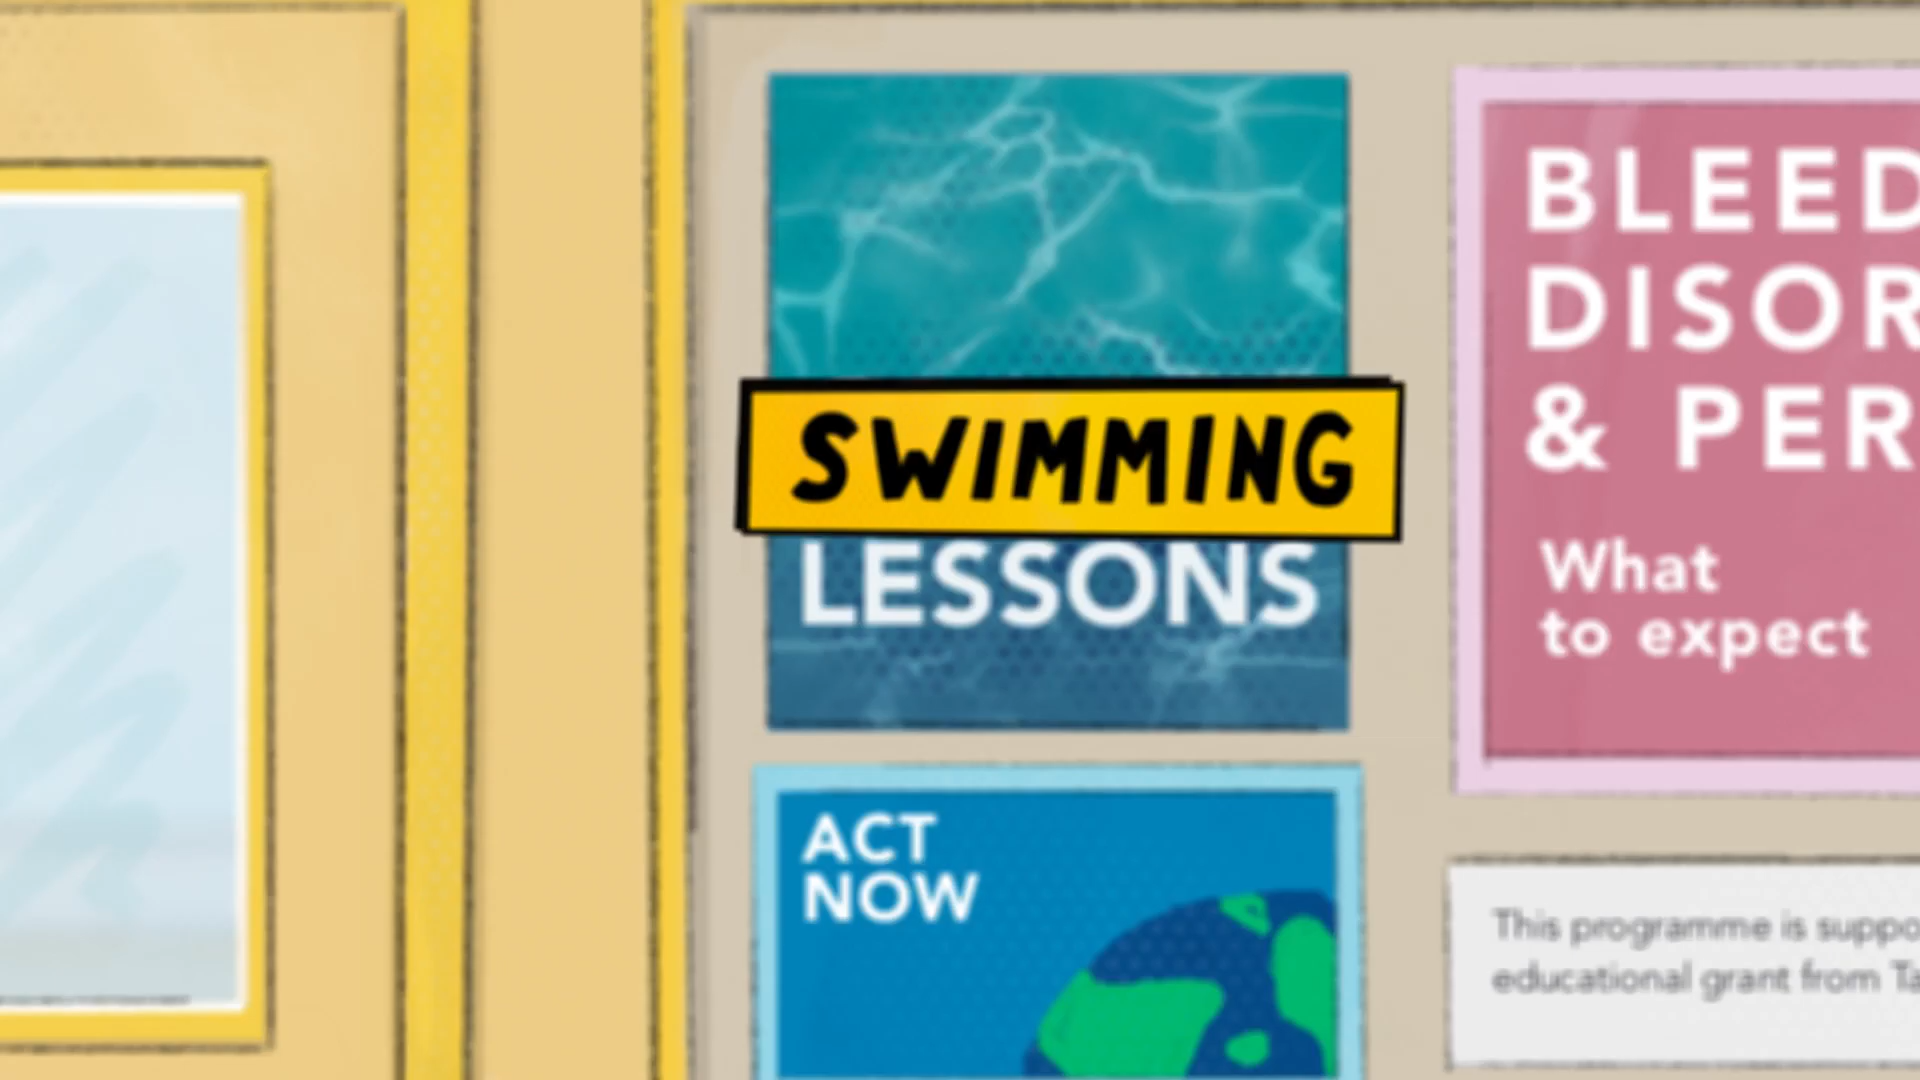 SWIMMING
LESSONS
ACT
NOW
BLEED
DISOR
& PER
What
to expect
This programme is suppo
educational grant from Ta